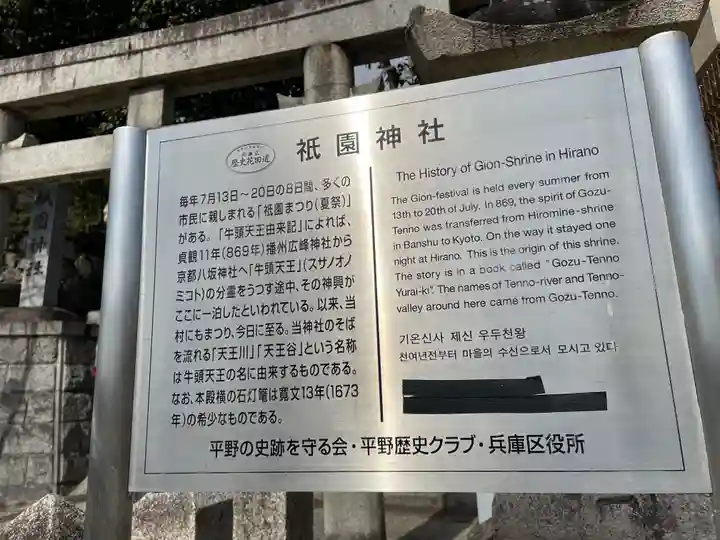 祇園神社
歴史花回道
毎年7月13日〜20日の8日間、多くの
市民に親しまれる「祇園まつり(夏祭)」
がある。「牛頭天王由来記」によれば、
貞観11年(869年)播州広峰神社から
京都八坂神社へ「牛頭天王」(スサノオノ
ミコト)の分霊をうつす途中、その神輿が
ここに一泊したといわれている。以来、当
村にもまつり、今日に至る。当神社のそば
を流れる「天王川」「天王谷」という名称
は牛頭天王の名に由来するものである。
なお、本殿横の石灯篭は寛文13年(1673
年)の希少なものである。
The History of Gion-Shrine in Hirano
The Gion-festival is held every summer from
13th to 20th of July. In 869, the spirit of Gozu-
Tenno was transferred from Hiromine-shrine
in Banshu to Kyoto. On the way it stayed one
night at Hirano. This is the origin of this shrine.
The story is in a book called "Gozu-Tenno
Yurai-ki". The names of Tenno-river and Tenno-
valley around here came from Gozu-Tenno.
기온신사 제신 우두천왕
천여년전부터 마을의 수신으로서 모시고 있다
平野の史跡を守る会・平野歴史クラブ・兵庫区役所
祇園神社